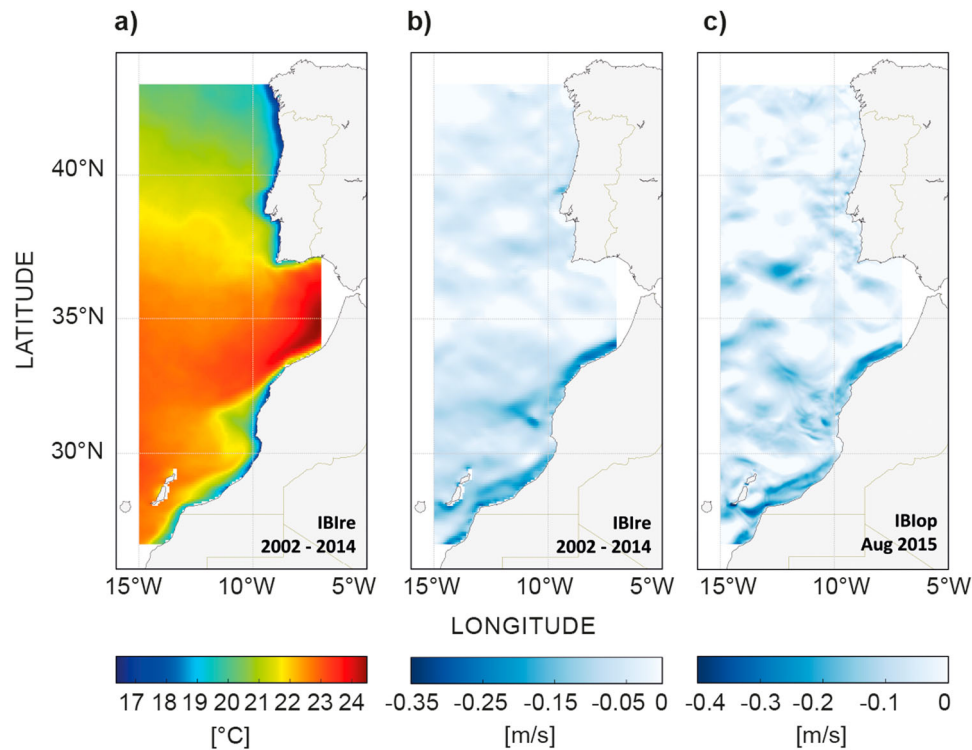 a)
b)
c)
LATITUDE
40°N
35°N
30°N
IBIre
2002 - 2014
IBIre
2002 - 2014
IBIop
Aug 2015
15°W 10°W 5°W
15°W 10°W 5°W
15°W 10°W 5°W
LONGITUDE
17 18 19 20 21 22 23 24
[°C]
-0.35 -0.25 -0.15 -0.05 0
[m/s]
-0.4 -0.3 -0.2 -0.1 0
[m/s]